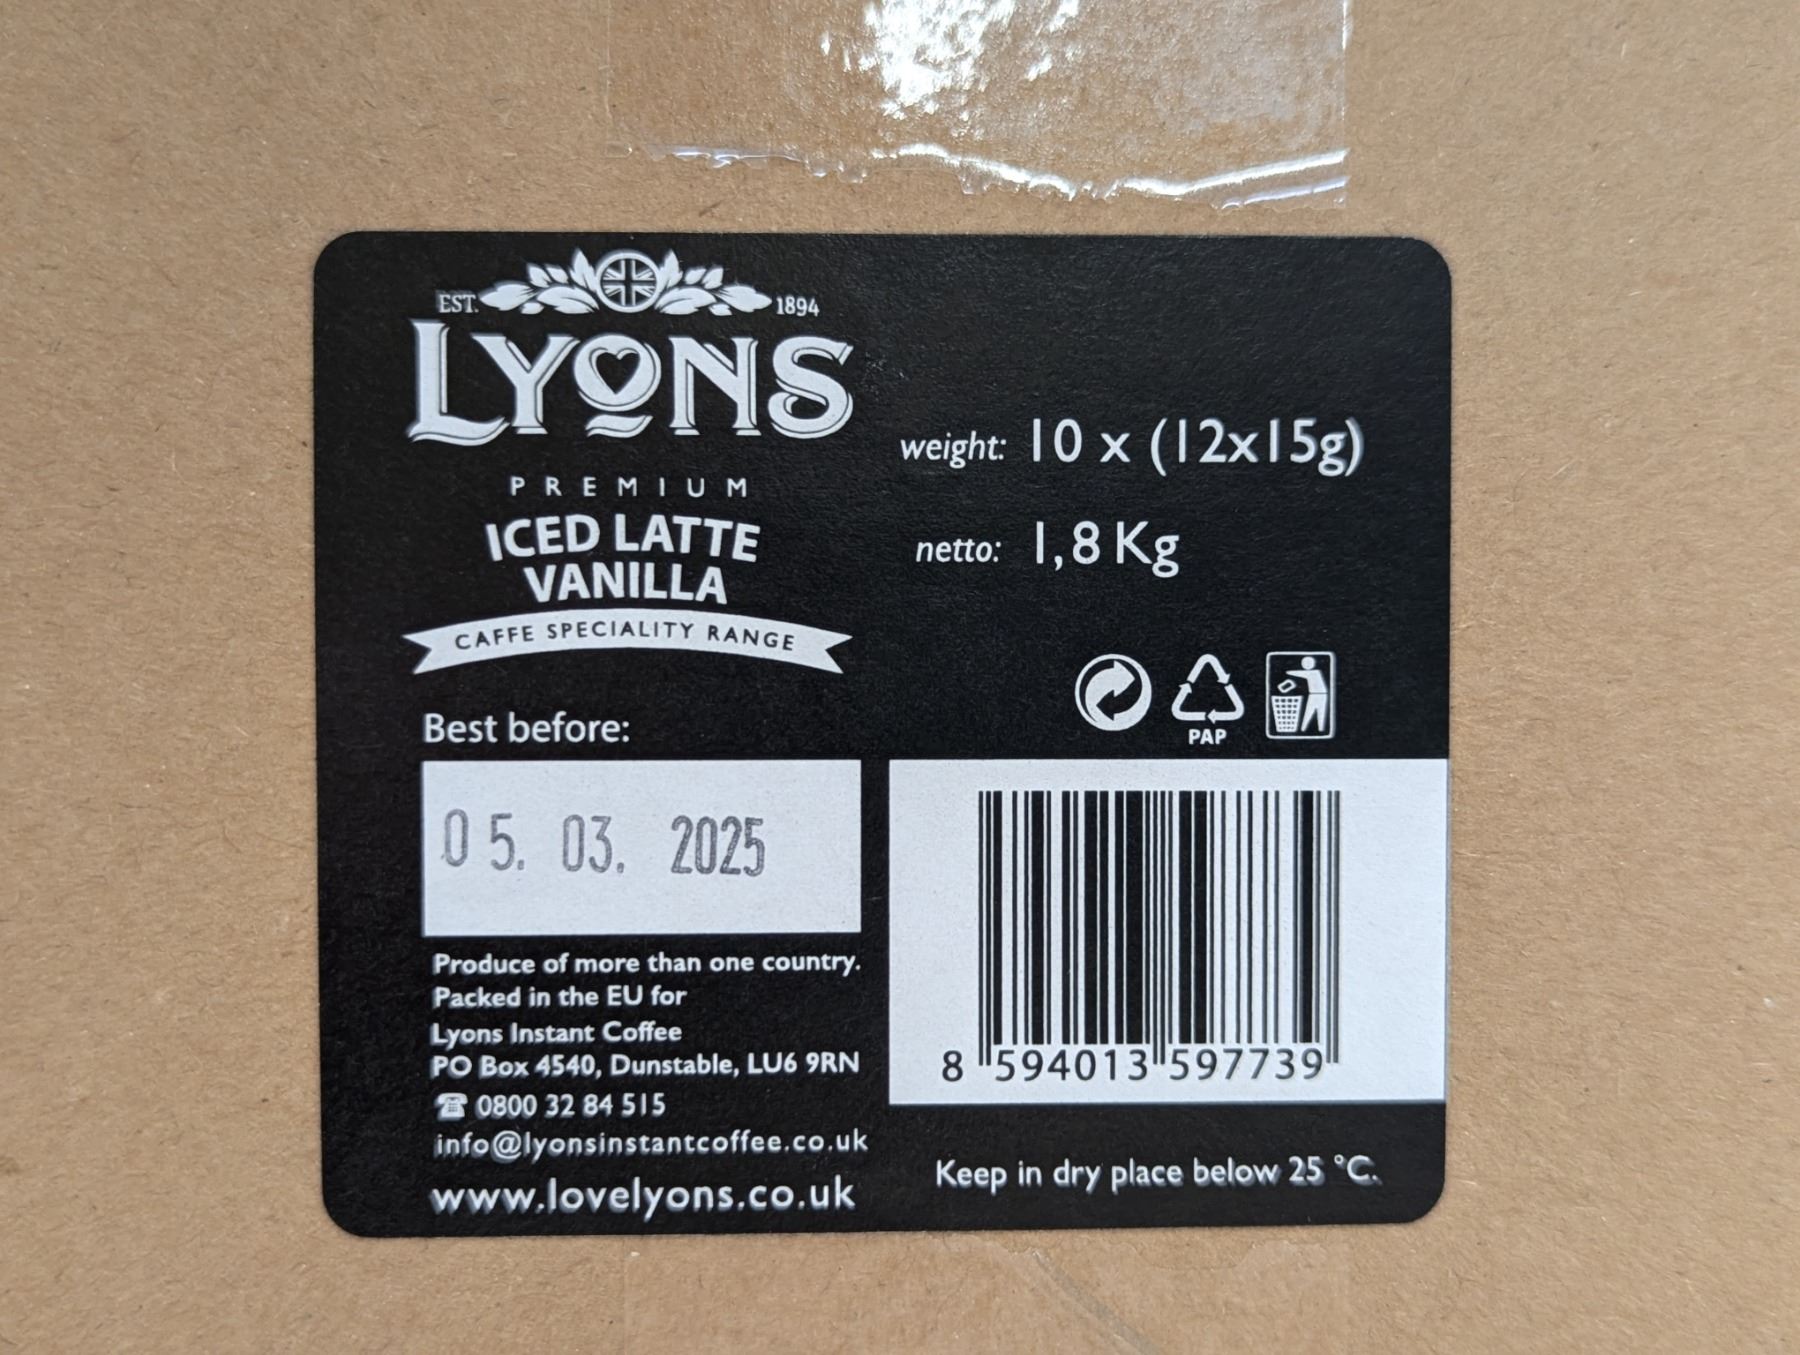 EST. 1894
LYONS
PREMIUM
ICED LATTE
VANILLA
CAFFE SPECIALITY RANGE
weight: 10 x (12x15g)
netto: 1,8 Kg
PAP
Best before:
05. 03. 2025
Produce of more than one country.
Packed in the EU for
Lyons Instant Coffee
PO Box 4540, Dunstable, LU6 9RN
☎ 0800 32 84 515
info@lyonsinstantcoffee.co.uk
www.lovelyons.co.uk
8 594013 597739
Keep in dry place below 25 °C.